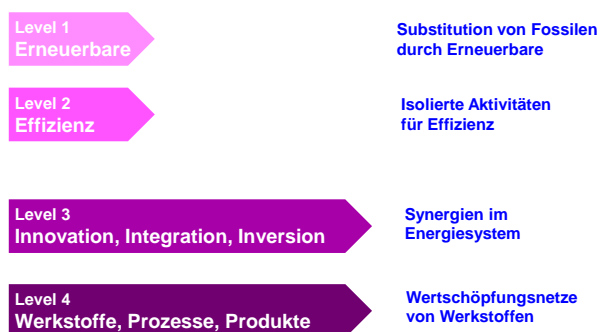 Level 1
Erneuerbare
Substitution von Fossilen
durch Erneuerbare
Level 2
Effizienz
Isolierte Aktivitäten
für Effizienz
Level 3
Innovation, Integration, Inversion
Synergien im
Energiesystem
Level 4
Werkstoffe, Prozesse, Produkte
Wertschöpfungsnetze
von Werkstoffen